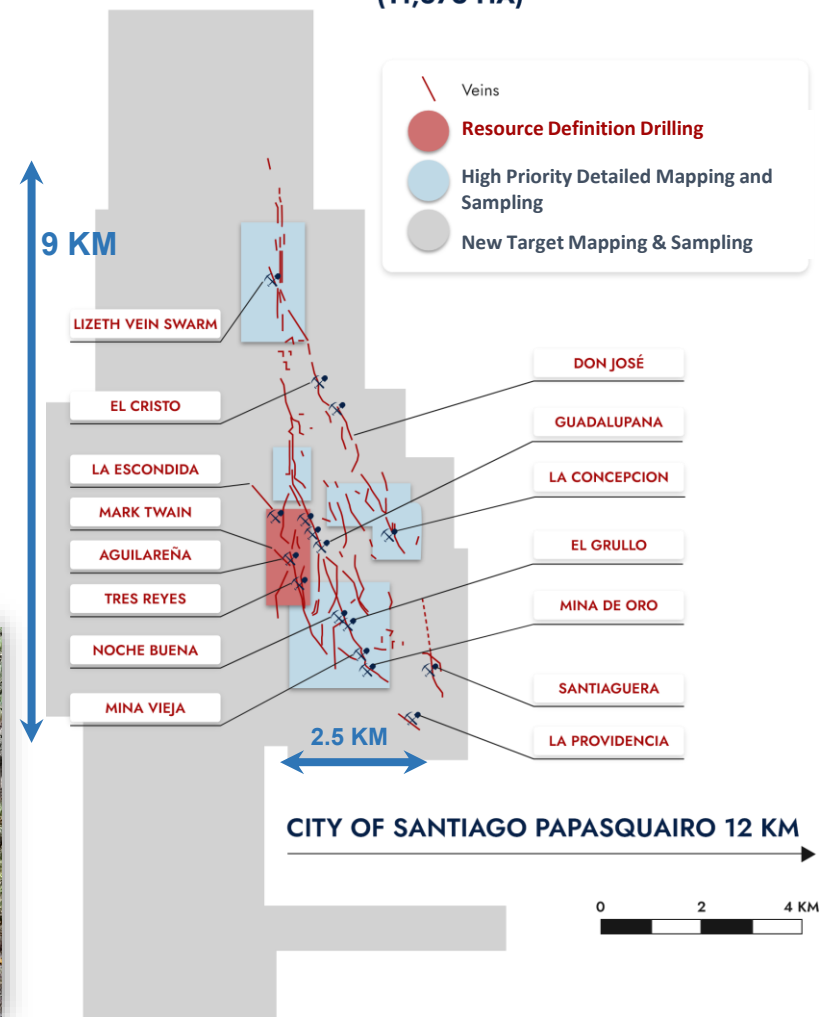 Veins
Resource Definition Drilling
High Priority Detailed Mapping and
Sampling
New Target Mapping & Sampling
9 KM
LIZETH VEIN SWARM
EL CRISTO
LA ESCONDIDA
MARK TWAIN
AGUILAREÑA
TRES REYES
NOCHE BUENA
MINA VIEJA
DON JOSÉ
GUADALUPANA
LA CONCEPCION
EL GRULLO
MINA DE ORO
SANTIAGUERA
LA PROVIDENCIA
2.5 KM
CITY OF SANTIAGO PAPASQUAIRO 12 KM
0 2 4 KM